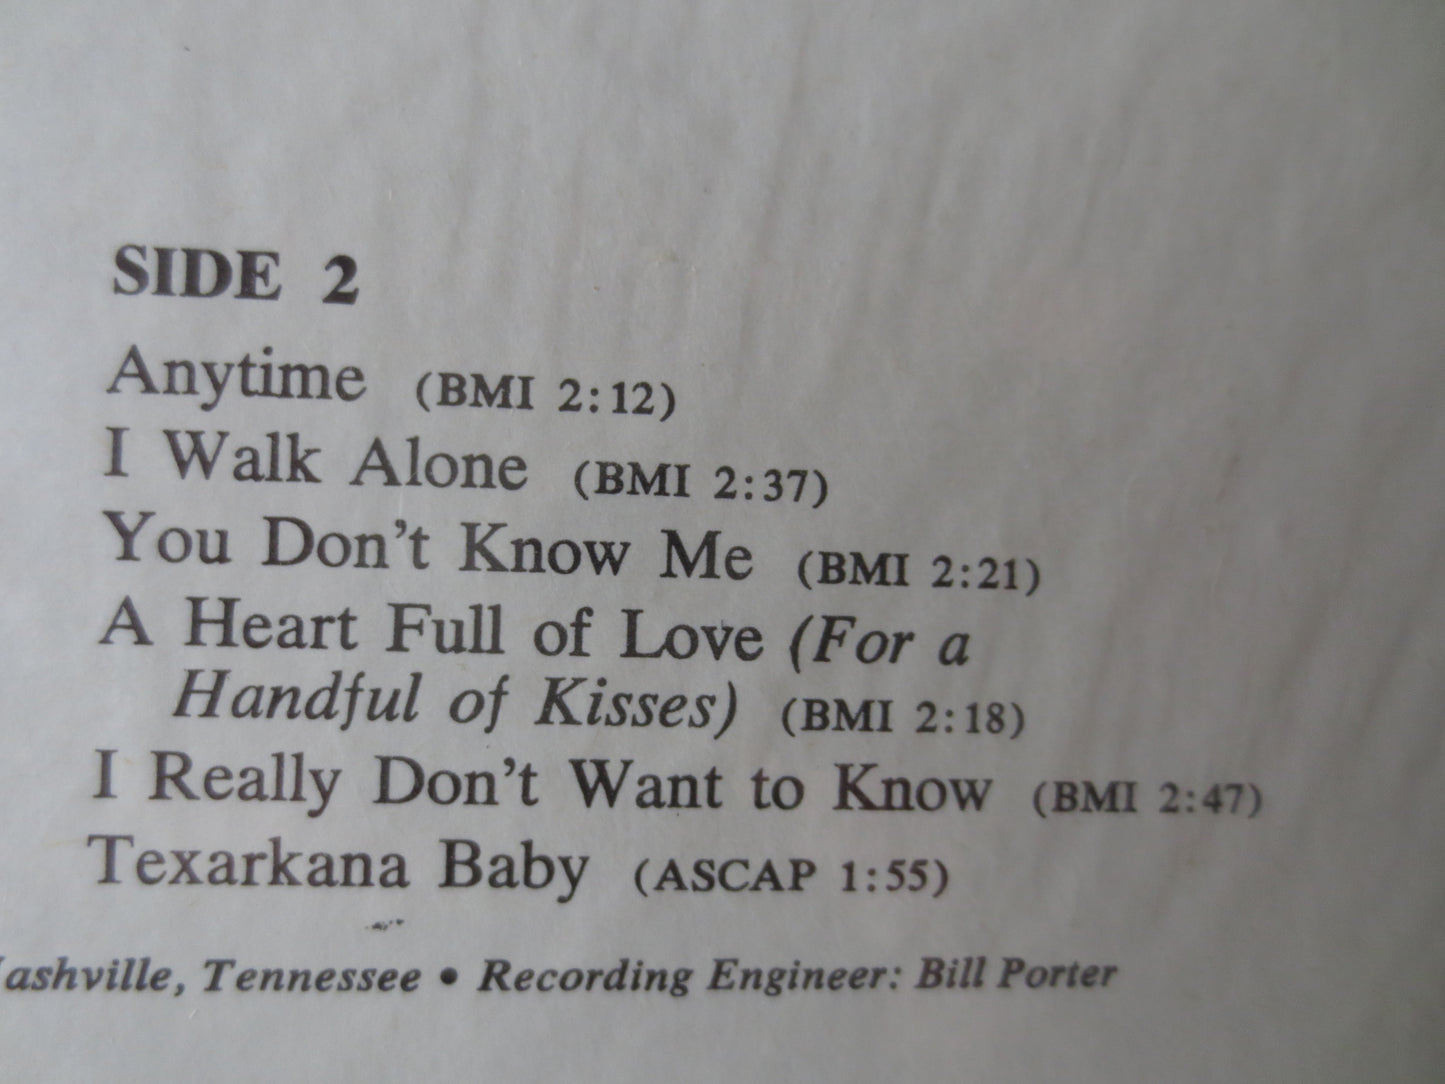 SIDE 2
Anytime (BMI 2:12)
I Walk Alone (BMI 2:37)
You Don't Know Me (BMI 2:21)
A Heart Full of Love (For a
Handful of Kisses) (BMI 2:18)
I Really Don't Want to Know (BMI 2:47)
Texarkana Baby (ASCAP 1:55)
ashville, Tennessee • Recording Engineer: Bill Porter